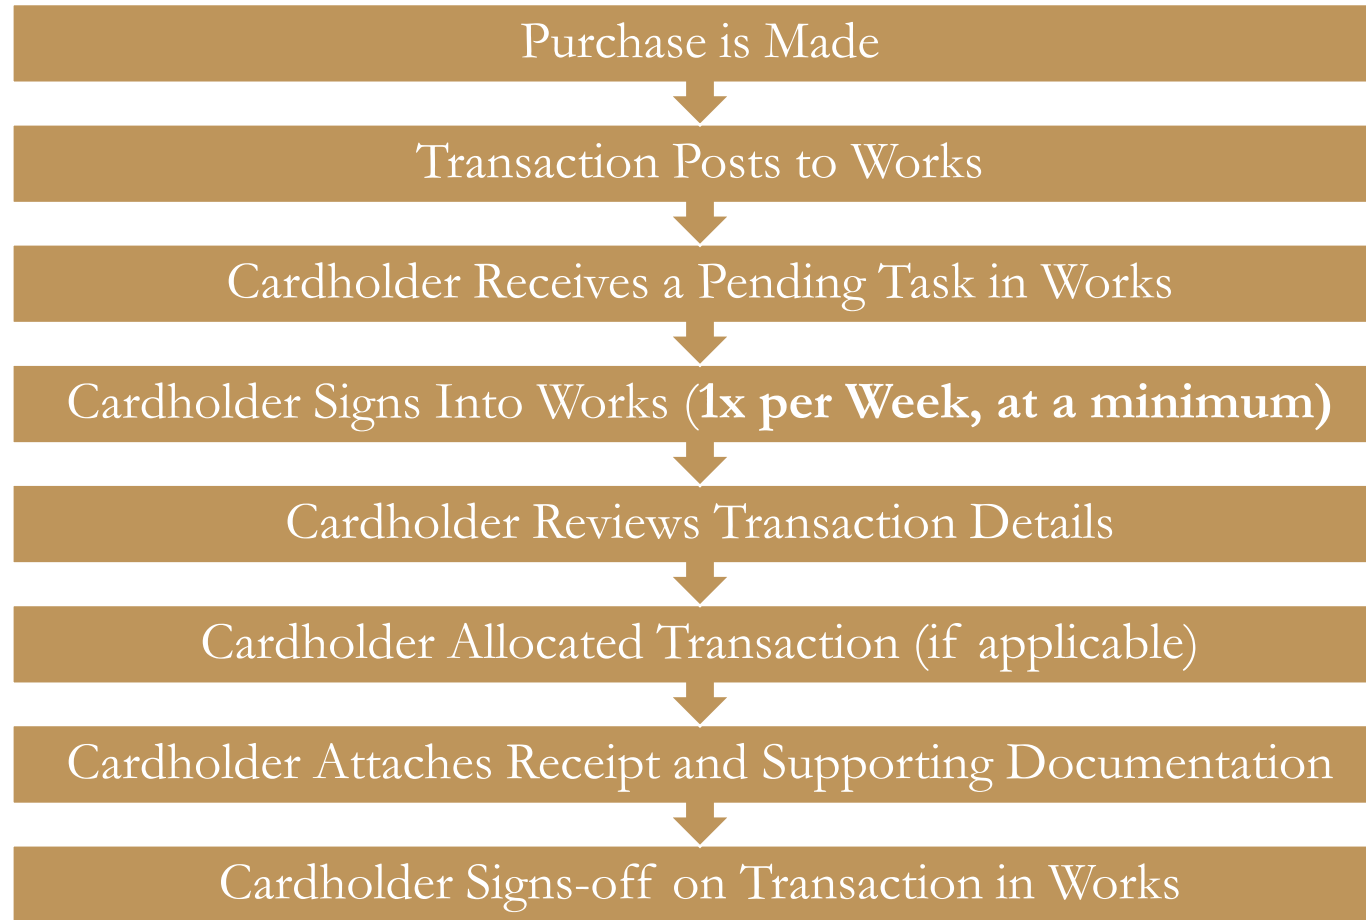 Purchase is Made
Transaction Posts to Works
Cardholder Receives a Pending Task in Works
Cardholder Signs Into Works (1x per Week, at a minimum)
Cardholder Reviews Transaction Details
Cardholder Allocated Transaction (if applicable)
Cardholder Attaches Receipt and Supporting Documentation
Cardholder Signs-off on Transaction in Works